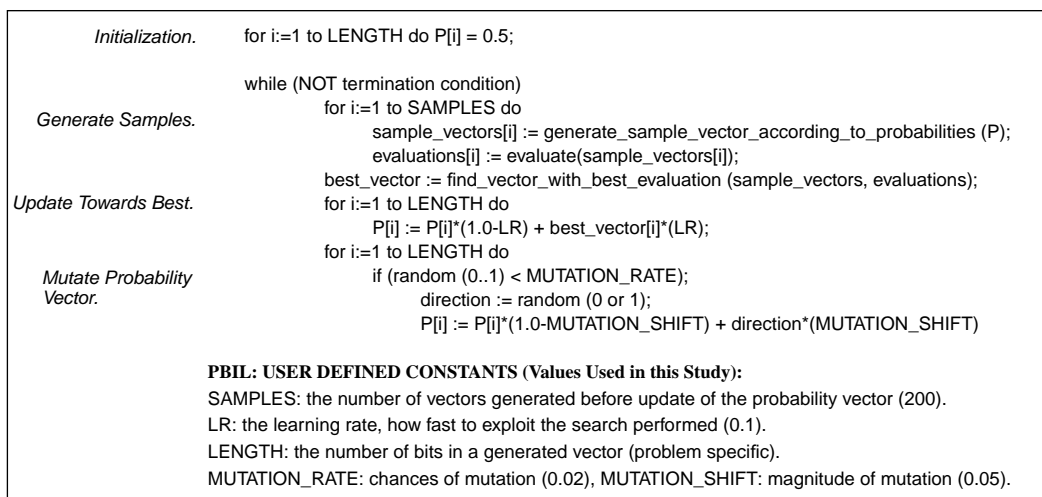 Initialization. for i:=1 to LENGTH do P[i] = 0.5;
while (NOT termination condition)
for i:=1 to SAMPLES do
Generate Samples.
sample_vectors[i] := generate_sample_vector_according_to_probabilities (P);
evaluations[i] := evaluate(sample_vectors[i]);
best_vector := find_vector_with_best_evaluation (sample_vectors, evaluations);
Update Towards Best. for i:=1 to LENGTH do
P[i] := P[i]*(1.0-LR) + best_vector[i]*(LR);
for i:=1 to LENGTH do
Mutate Probability if (random (0..1) < MUTATION_RATE);
Vector. direction := random (0 or 1);
P[i] := P[i]*(1.0-MUTATION_SHIFT) + direction*(MUTATION_SHIFT)
PBIL: USER DEFINED CONSTANTS (Values Used in this Study):
SAMPLES: the number of vectors generated before update of the probability vector (200).
LR: the learning rate, how fast to exploit the search performed (0.1).
LENGTH: the number of bits in a generated vector (problem specific).
MUTATION_RATE: chances of mutation (0.02), MUTATION_SHIFT: magnitude of mutation (0.05).